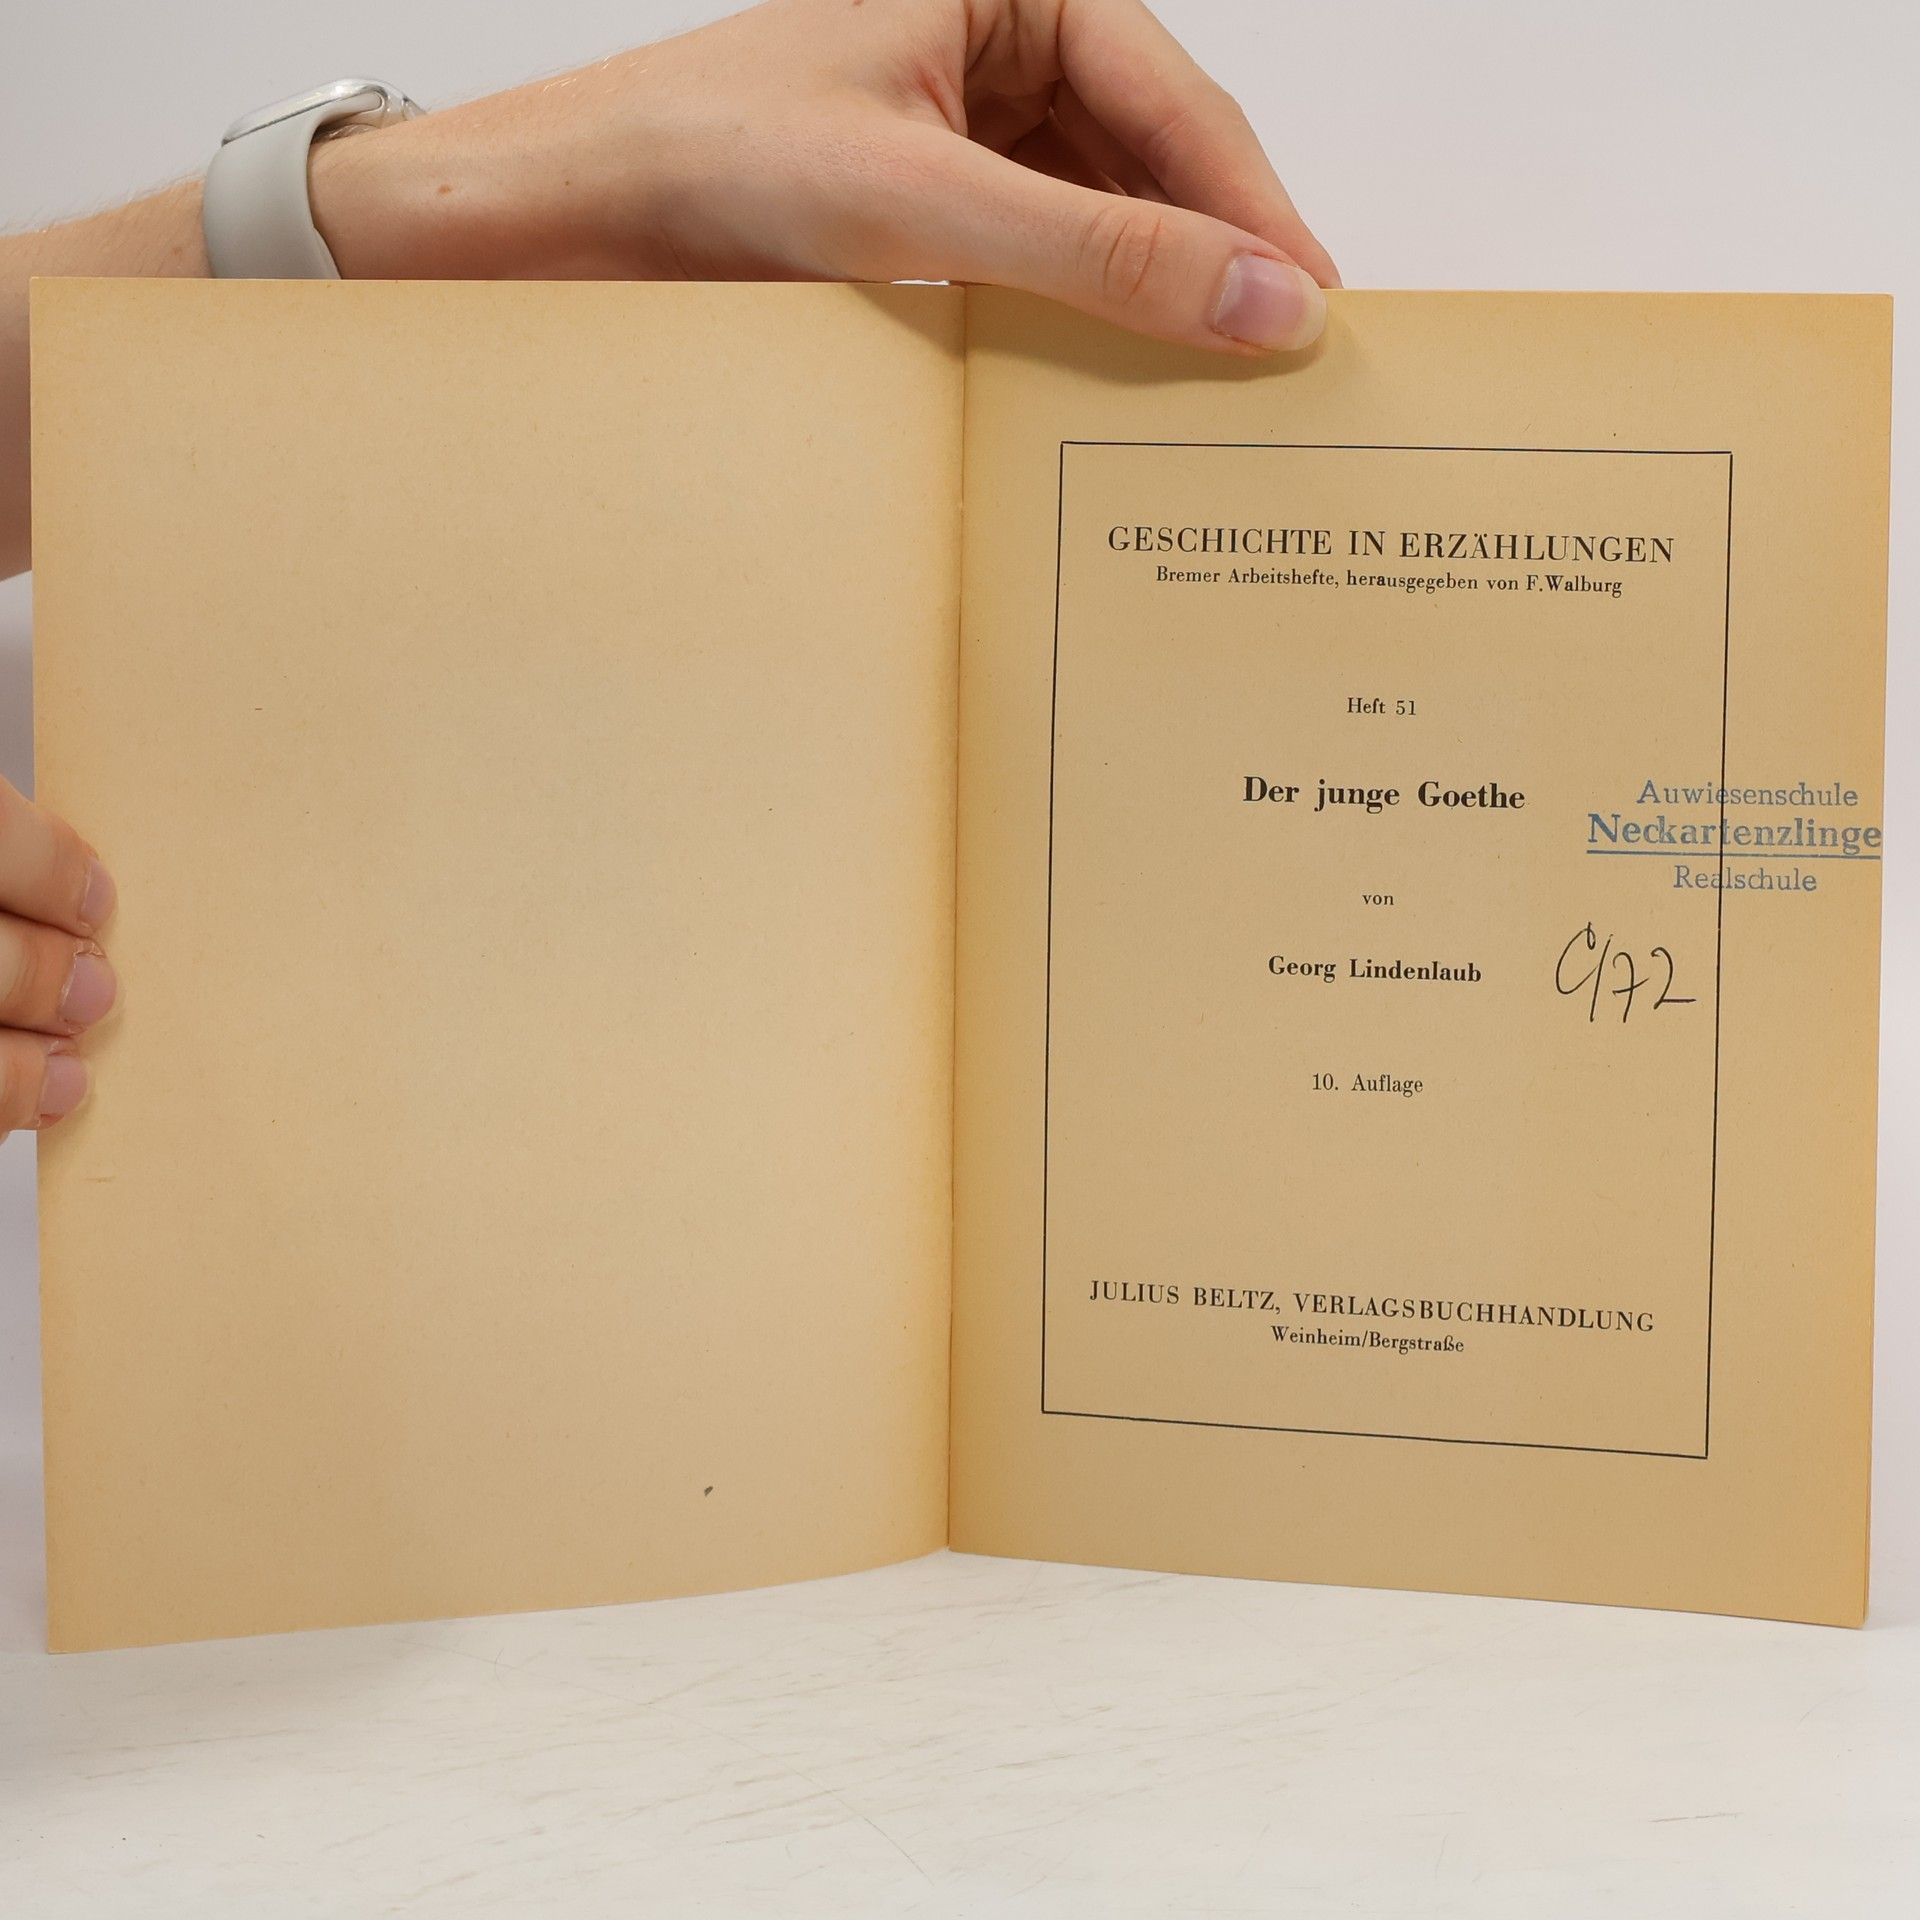 GESCHICHTE IN ERZÄHLUNGEN
Bremer Arbeitshefte, herausgegeben von F. Walburg
Heft 51
Der junge Goethe
Auwiesenschule
Neckartenzlinge
Realschule
von
Georg Lindenlaub
C/72
10. Auflage
JULIUS BELTZ, VERLAGSBUCHHANDLUNG
Weinheim/Bergstraße